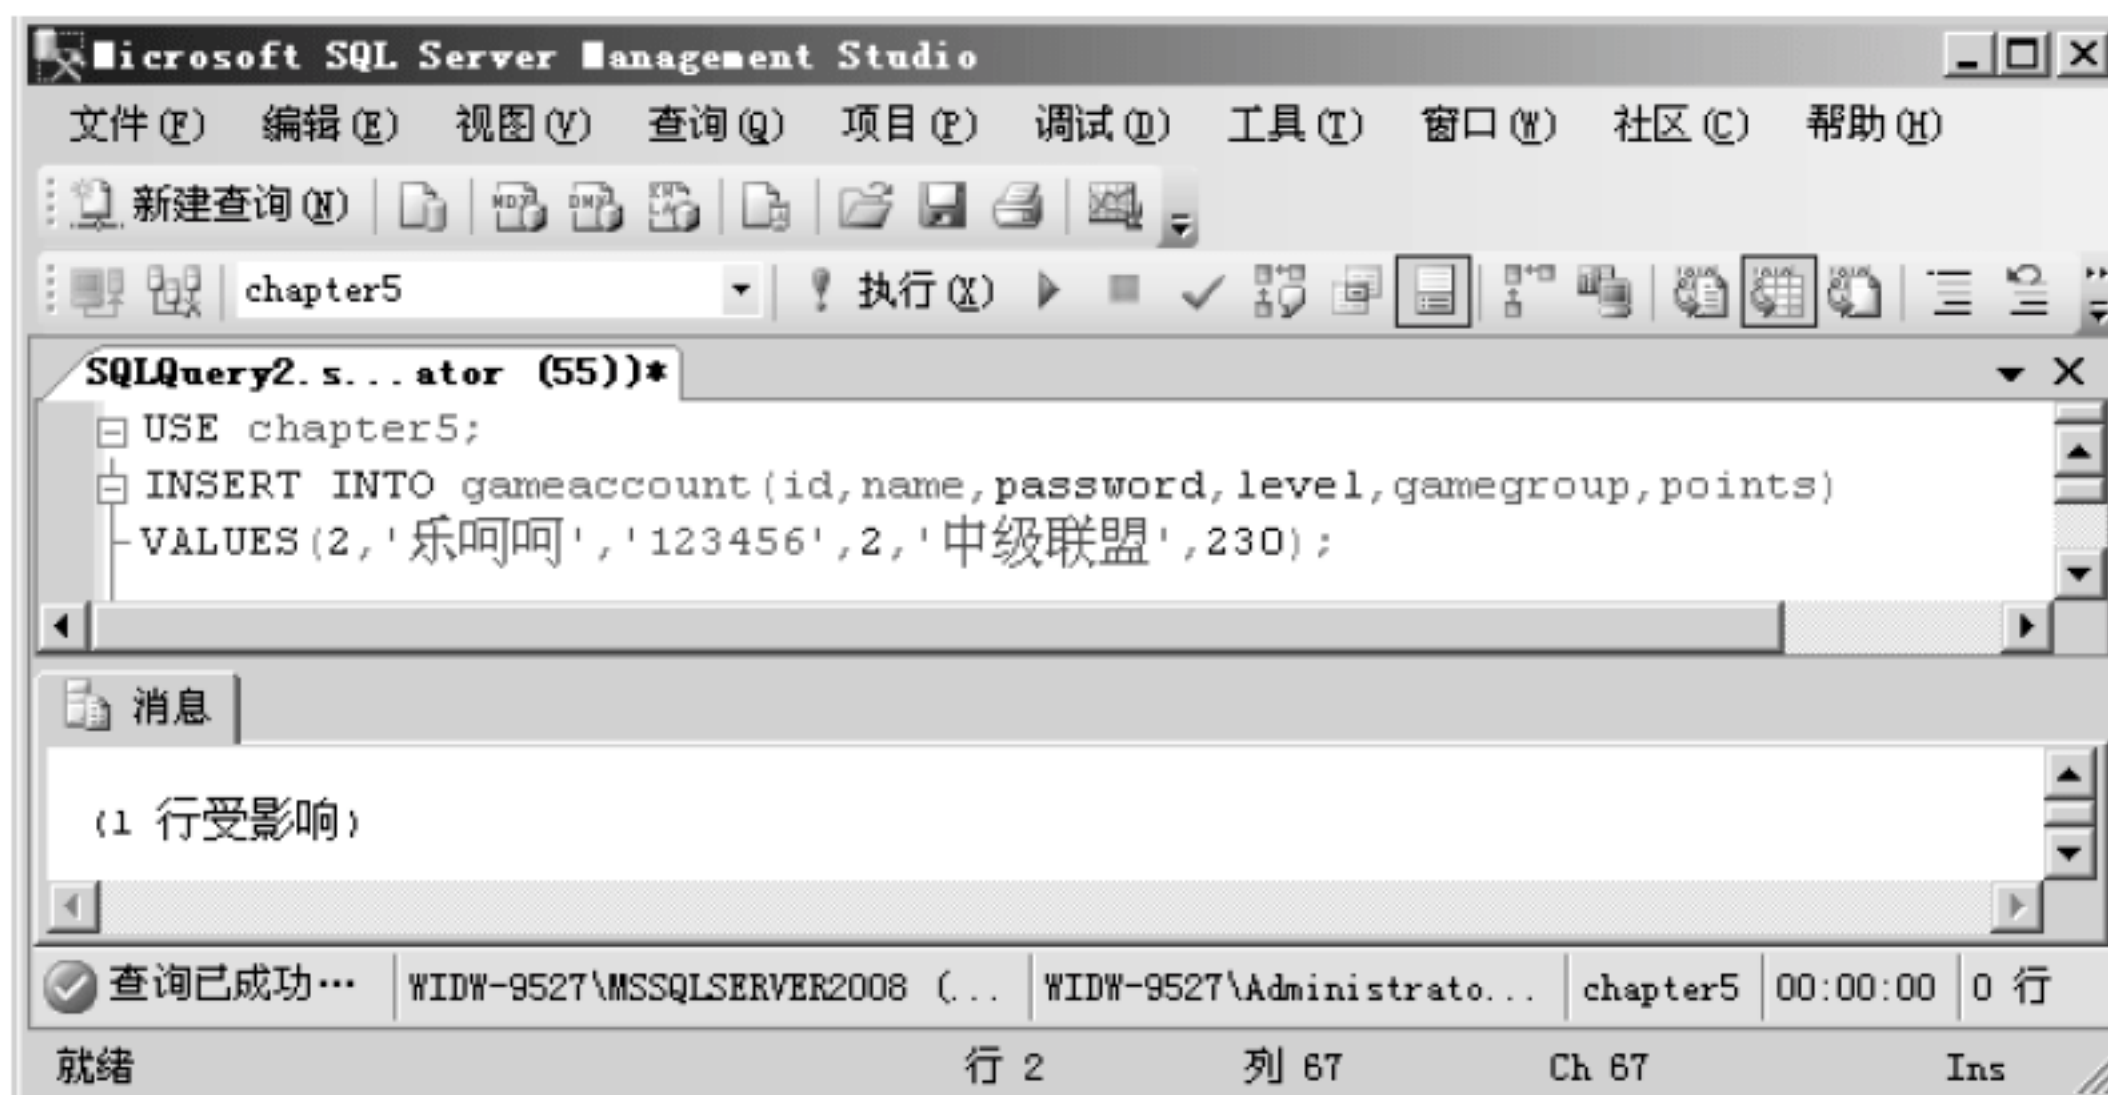 Microsoft SQL Server Management Studio
文件(F) 编辑(E) 视图(V) 查询(Q) 项目(P) 调试(D) 工具(T) 窗口(W) 社区(C) 帮助(H)
新建查询(N)
chapter5 执行(X)
SQLQuery2.s...ator (55))*
USE chapter5;
INSERT INTO gameaccount(id,name,password,level,gamegroup,points)
VALUES(2,'乐呵呵','123456',2,'中级联盟',230);
消息
(1 行受影响)
查询已成功… WIDW-9527\MSSQLSERVER2008 (... WIDW-9527\Administrato... chapter5 00:00:00 0 行
就绪 行 2 列 67 Ch 67 Ins